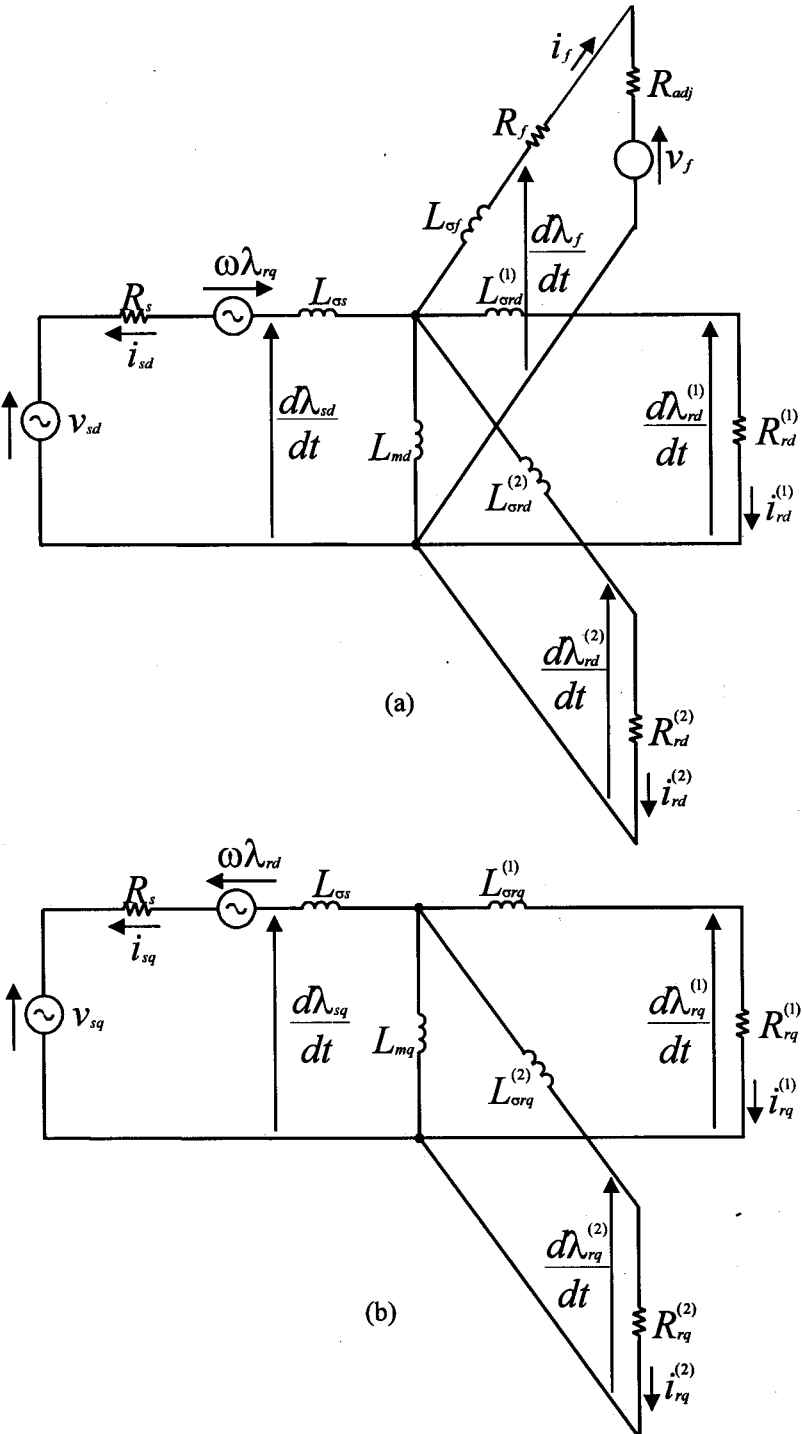 i_f
R_adj
R_f
v_f
L_σf
dλ_f/dt
ωλ_rq
R_s
L_σs
L_σrd^(1)
i_sd
v_sd
dλ_sd/dt
L_md
dλ_rd^(1)/dt
R_rd^(1)
L_σrd^(2)
i_rd^(1)
dλ_rd^(2)/dt
(a)
R_rd^(2)
i_rd^(2)
ωλ_rd
R_s
L_σs
L_σrq^(1)
i_sq
v_sq
dλ_sq/dt
L_mq
dλ_rq^(1)/dt
R_rq^(1)
L_σrq^(2)
i_rq^(1)
dλ_rq^(2)/dt
(b)
R_rq^(2)
i_rq^(2)